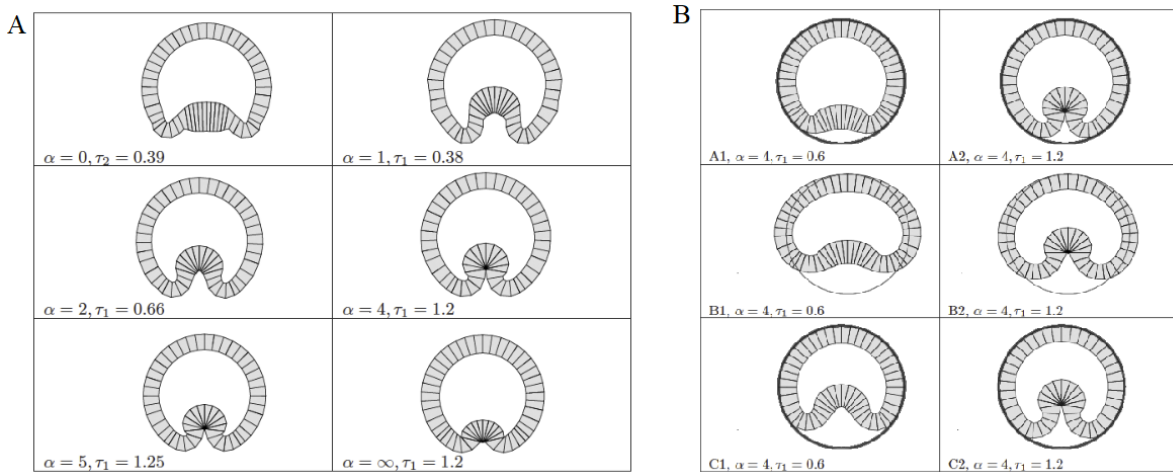 A
B
α = 0, τ₂ = 0.39
α = 1, τ₁ = 0.38
α = 2, τ₁ = 0.66
α = 4, τ₁ = 1.2
α = 5, τ₁ = 1.25
α = ∞, τ₁ = 1.2
A1, α = 4, τ₁ = 0.6
A2, α = 4, τ₁ = 1.2
B1, α = 4, τ₁ = 0.6
B2, α = 4, τ₁ = 1.2
C1, α = 4, τ₁ = 0.6
C2, α = 4, τ₁ = 1.2